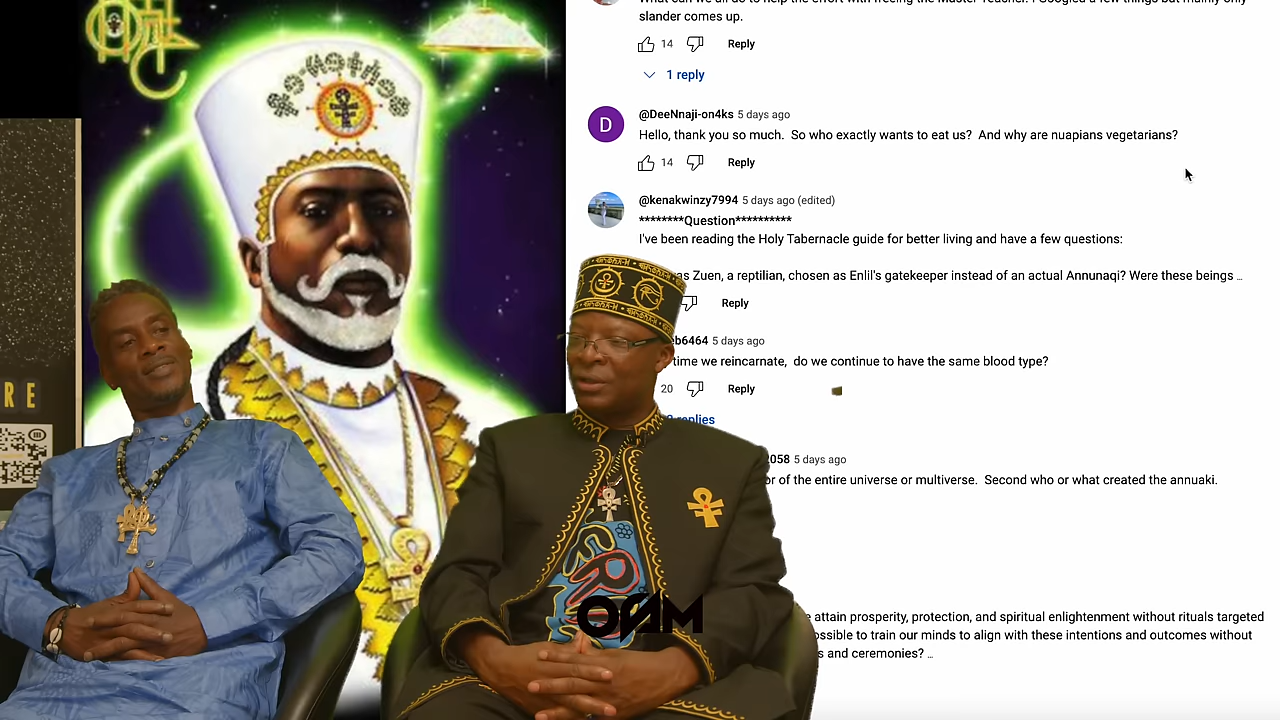 What can we all do to help the effort with freeing the Master Teacher? I Googled a few things but mainly only
slander comes up.
14 Reply
1 reply
D
@DeeNnaji-on4ks 5 days ago
Hello, thank you so much. So who exactly wants to eat us? And why are nuapians vegetarians?
14 Reply
@kenakwinzy7994 5 days ago (edited)
********Question**********
I've been reading the Holy Tabernacle guide for better living and have a few questions:
as Zuen, a reptilian, chosen as Enlil's gatekeeper instead of an actual Annunaqi? Were these beings ...
Reply
eb6464 5 days ago
time we reincarnate, do we continue to have the same blood type?
20 Reply
replies
2058 5 days ago
or of the entire universe or multiverse. Second who or what created the annuaki.
attain prosperity, protection, and spiritual enlightenment without rituals targeted
ossible to train our minds to align with these intentions and outcomes without
s and ceremonies? ...
RE
OAM